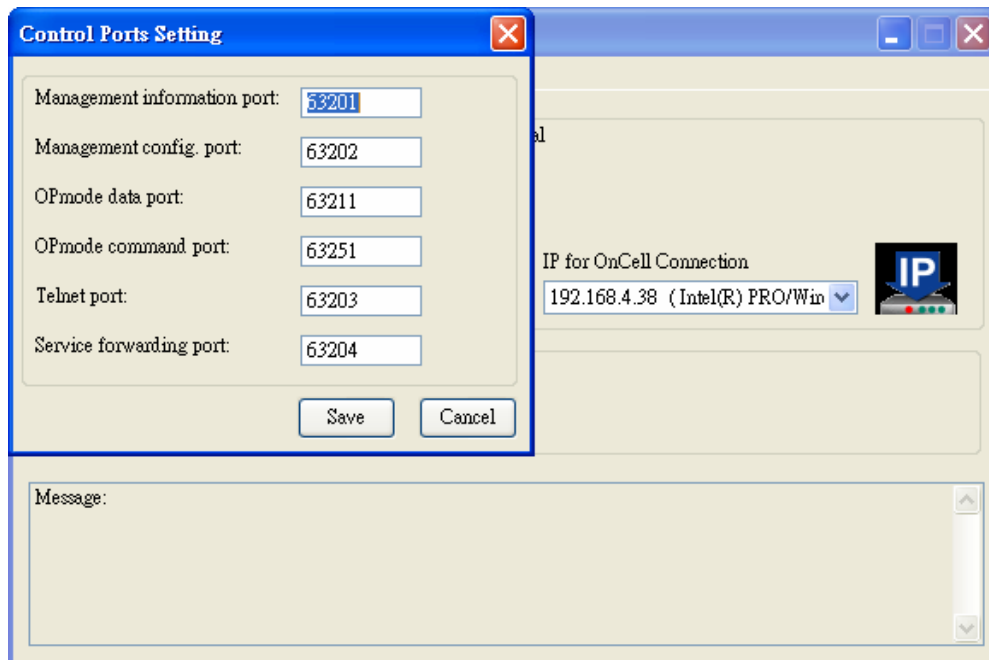 Control Ports Setting
Management information port: 63201
Management config. port: 63202
OPmode data port: 63211
OPmode command port: 63251
Telnet port: 63203
Service forwarding port: 63204
Save Cancel
al
IP for OnCell Connection
192.168.4.38 ( Intel(R) PRO/Win
IP
Message: